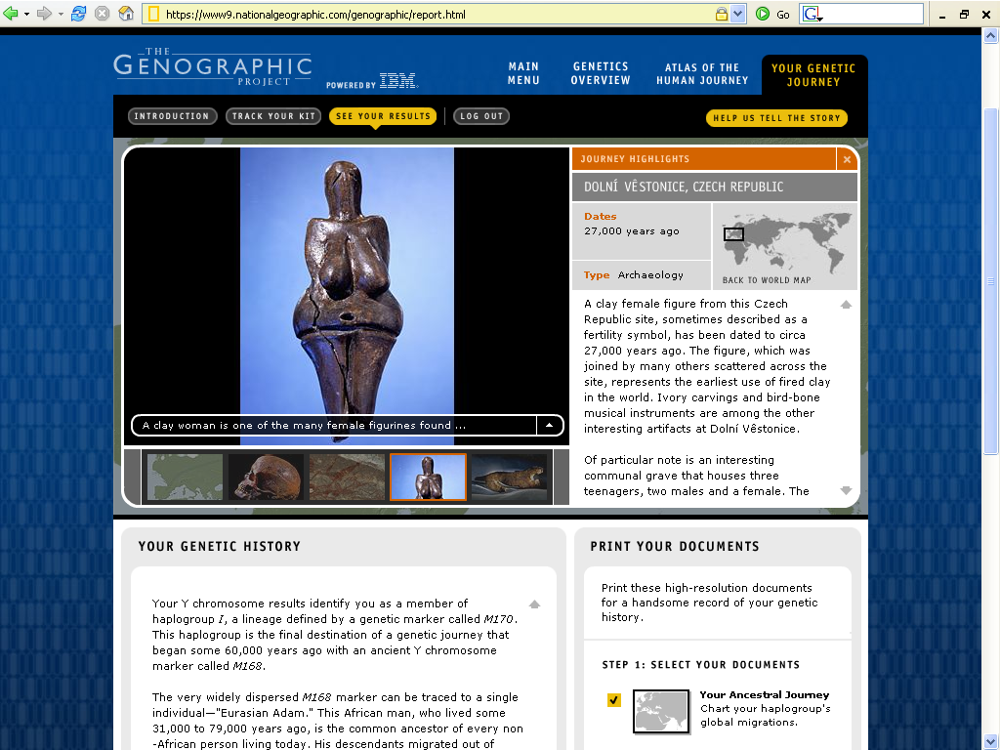 https://www9.nationalgeographic.com/genographic/report.html
Go
G
THE
GENOGRAPHIC
PROJECT
POWERED BY IBM
MAIN
MENU
GENETICS
OVERVIEW
ATLAS OF THE
HUMAN JOURNEY
YOUR GENETIC
JOURNEY
INTRODUCTION
TRACK YOUR KIT
SEE YOUR RESULTS
LOG OUT
HELP US TELL THE STORY
JOURNEY HIGHLIGHTS
DOLNÍ VĚSTONICE, CZECH REPUBLIC
Dates
27,000 years ago
Type Archaeology
BACK TO WORLD MAP
A clay female figure from this Czech
Republic site, sometimes described as a
fertility symbol, has been dated to circa
27,000 years ago. The figure, which was
joined by many others scattered across the
site, represents the earliest use of fired clay
in the world. Ivory carvings and bird-bone
musical instruments are among the other
interesting artifacts at Dolní Vêstonice.
Of particular note is an interesting
communal grave that houses three
teenagers, two males and a female. The
A clay woman is one of the many female figurines found ...
YOUR GENETIC HISTORY
Your Y chromosome results identify you as a member of
haplogroup I, a lineage defined by a genetic marker called M170.
This haplogroup is the final destination of a genetic journey that
began some 60,000 years ago with an ancient Y chromosome
marker called M168.
The very widely dispersed M168 marker can be traced to a single
individual—"Eurasian Adam." This African man, who lived some
31,000 to 79,000 years ago, is the common ancestor of every non
-African person living today. His descendants migrated out of
PRINT YOUR DOCUMENTS
Print these high-resolution documents
for a handsome record of your genetic
history.
STEP 1: SELECT YOUR DOCUMENTS
Your Ancestral Journey
Chart your haplogroup's
global migrations.